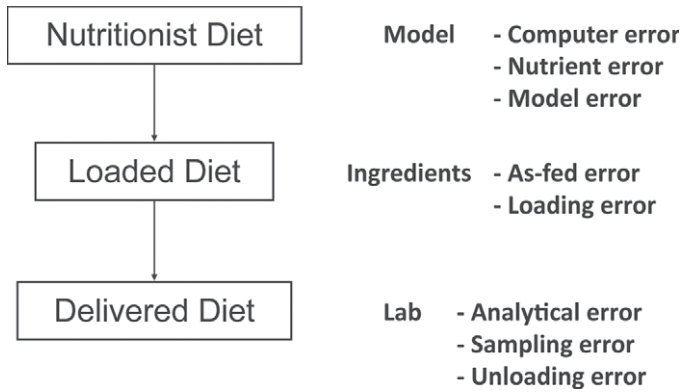 Nutritionist Diet
Model - Computer error
- Nutrient error
- Model error
Loaded Diet
Ingredients - As-fed error
- Loading error
Delivered Diet
Lab - Analytical error
- Sampling error
- Unloading error